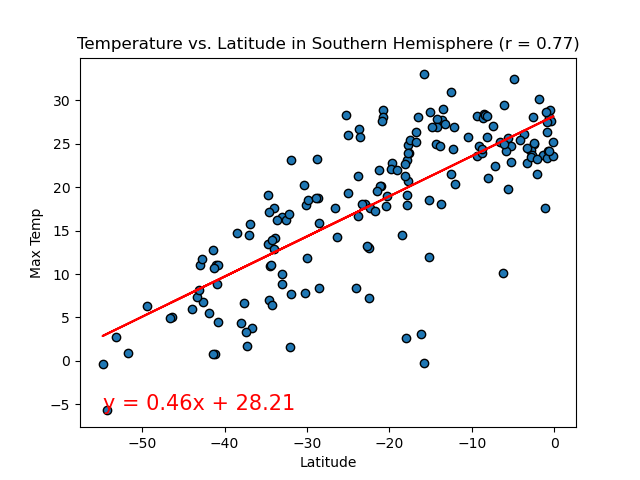 Temperature vs. Latitude in Southern Hemisphere (r = 0.77)
30
25
20
15
10
5
0
−5
Max Temp
y = 0.46x + 28.21
−50 −40 −30 −20 −10 0
Latitude